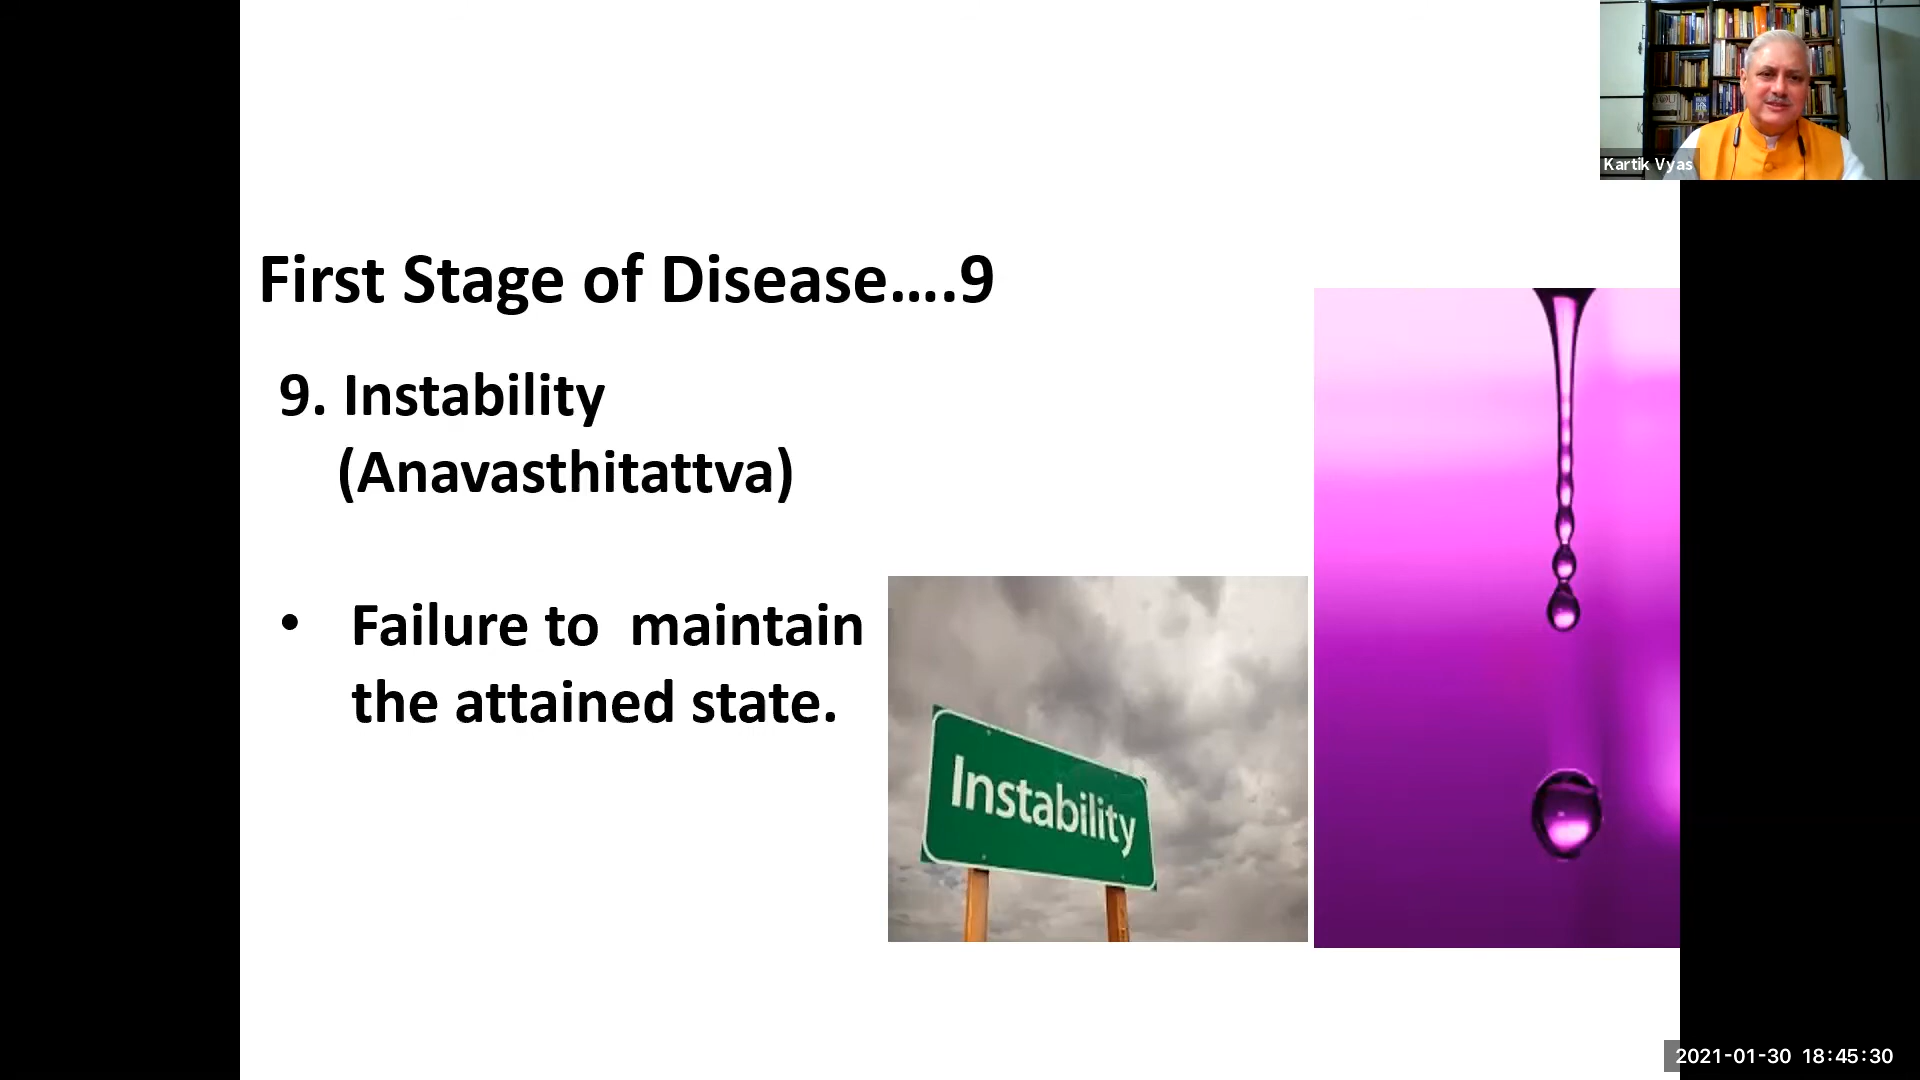 Kartik Vyas
First Stage of Disease....9
9. Instability
(Anavasthitattva)
• Failure to maintain
the attained state.
Instability
2021-01-30 18:45:30